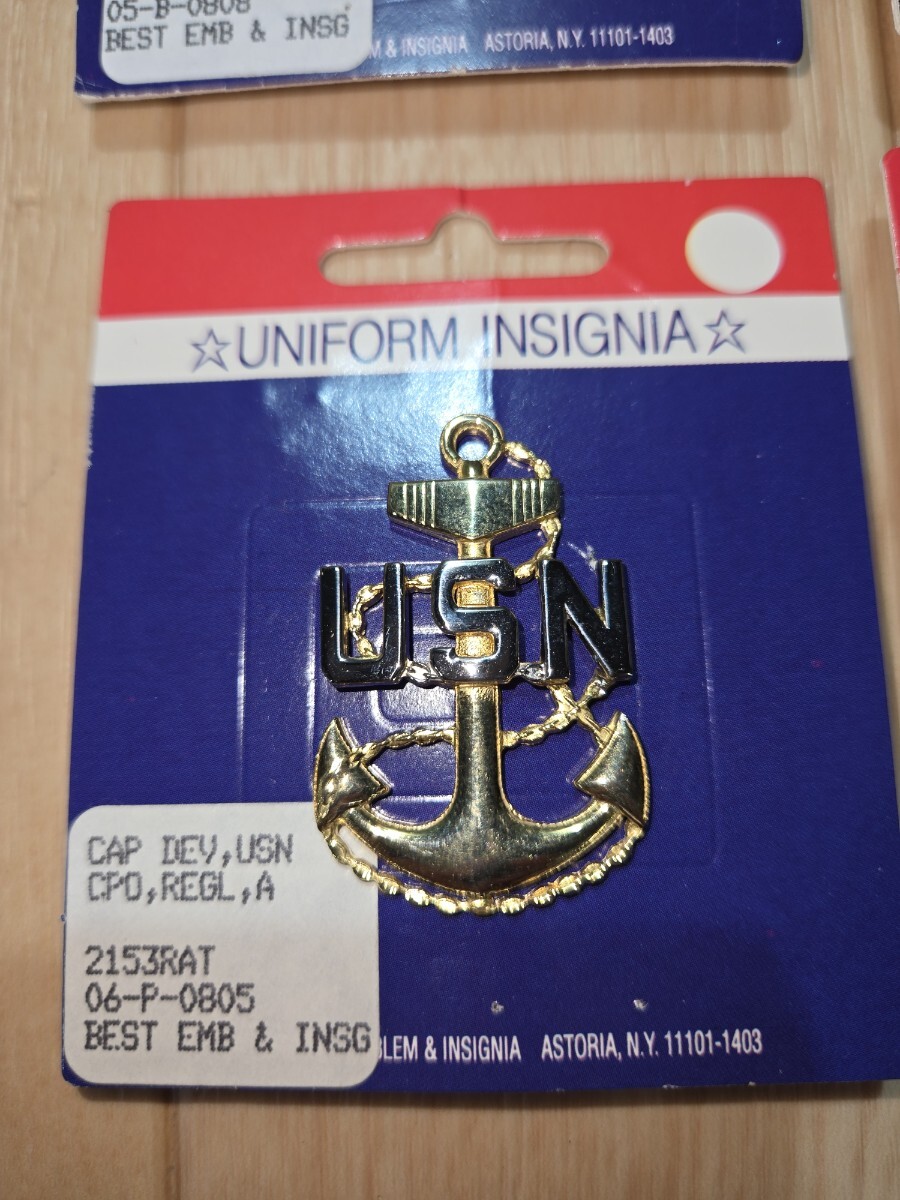 05-B-0808
BEST EMB & INSG
& INSIGNIA ASTORIA, N.Y. 11101-1403
☆UNIFORM INSIGNIA☆
USN
CAP DEV,USN
CPO,REGL,A
2153RAT
06-P-0805
BEST EMB & INSG
& INSIGNIA ASTORIA, N.Y. 11101-1403